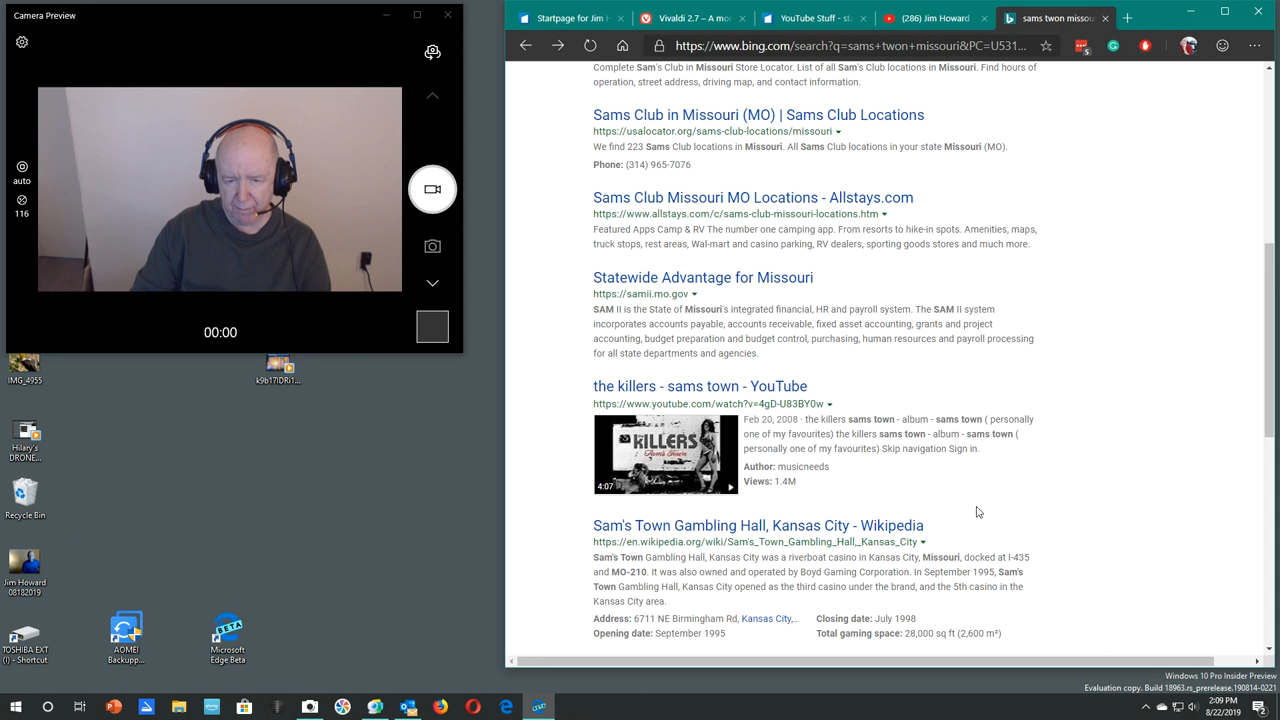 Camera Preview
auto
116
00:00
Startpage for Jim H
Vivaldi 2.7 – A mor
YouTube Stuff - sta
(286) Jim Howard
sams twon missou
https://www.bing.com/search?q=sams+twon+missouri&PC=U531...
5
Complete Sam's Club in Missouri Store Locator. List of all Sam's Club locations in Missouri. Find hours of
operation, street address, driving map, and contact information.
Sams Club in Missouri (MO) | Sams Club Locations
https://usalocator.org/sams-club-locations/missouri
We find 223 Sams Club locations in Missouri. All Sams Club locations in your state Missouri (MO).
Phone: (314) 965-7076
Sams Club Missouri MO Locations - Allstays.com
https://www.allstays.com/c/sams-club-missouri-locations.htm
Featured Apps Camp & RV The number one camping app. From resorts to hike-in spots. Amenities, maps,
truck stops, rest areas, Wal-mart and casino parking, RV dealers, sporting goods stores and much more.
Statewide Advantage for Missouri
https://samii.mo.gov
SAM II is the State of Missouri's integrated financial, HR and payroll system. The SAM II system
incorporates accounts payable, accounts receivable, fixed asset accounting, grants and project
accounting, budget preparation and budget control, purchasing, human resources and payroll processing
for all state departments and agencies.
the killers - sams town - YouTube
https://www.youtube.com/watch?v=4gD-U83BY0w
KILLERS
Sam's Town
4:07
Feb 20, 2008 · the killers sams town - album - sams town ( personally
one of my favourites) the killers sams town - album - sams town (
personally one of my favourites) Skip navigation Sign in.
Author: musicneeds
Views: 1.4M
Sam's Town Gambling Hall, Kansas City - Wikipedia
https://en.wikipedia.org/wiki/Sam's_Town_Gambling_Hall,_Kansas_City
Sam's Town Gambling Hall, Kansas City was a riverboat casino in Kansas City, Missouri, docked at I-435
and MO-210. It was also owned and operated by Boyd Gaming Corporation. In September 1995, Sam's
Town Gambling Hall, Kansas City opened as the third casino under the brand, and the 5th casino in the
Kansas City area.
Address: 6711 NE Birmingham Rd, Kansas City,...
Closing date: July 1998
Opening date: September 1995
Total gaming space: 28,000 sq ft (2,600 m²)
IMG_4955
k9b17IDRi1...
Hilary's
DRONE...
Recycle Bin
Jim Howard
08182019
TOSHIBA EXT
(I) - Shortcut
AOMEI
Backupp...
BETA
Microsoft
Edge Beta
Windows 10 Pro Insider Preview
Evaluation copy. Build 18963.rs_prerelease.190814-0221
2:09 PM
8/22/2019
2